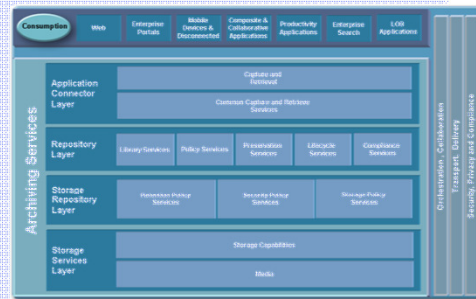 Consumption
Web
Enterprise
Portals
Mobile
Devices &
Disconnected
Composite &
Collaborative
Applications
Productivity
Applications
Enterprise
Search
LOB
Applications
Archiving Services
Application
Connector
Layer
Capture and
Retrieval
Common Capture and Retrieve
Services
Repository
Layer
Library Services
Policy Services
Presentation
Services
Lifecycle
Services
Compliance
Services
Storage
Repository
Layer
Retention Policy
Services
Security Policy
Services
Storage Policy
Services
Storage
Services
Layer
Storage Capabilities
Media
Orchestration, Collaboration
Transport, Delivery
Security, Privacy and Compliance